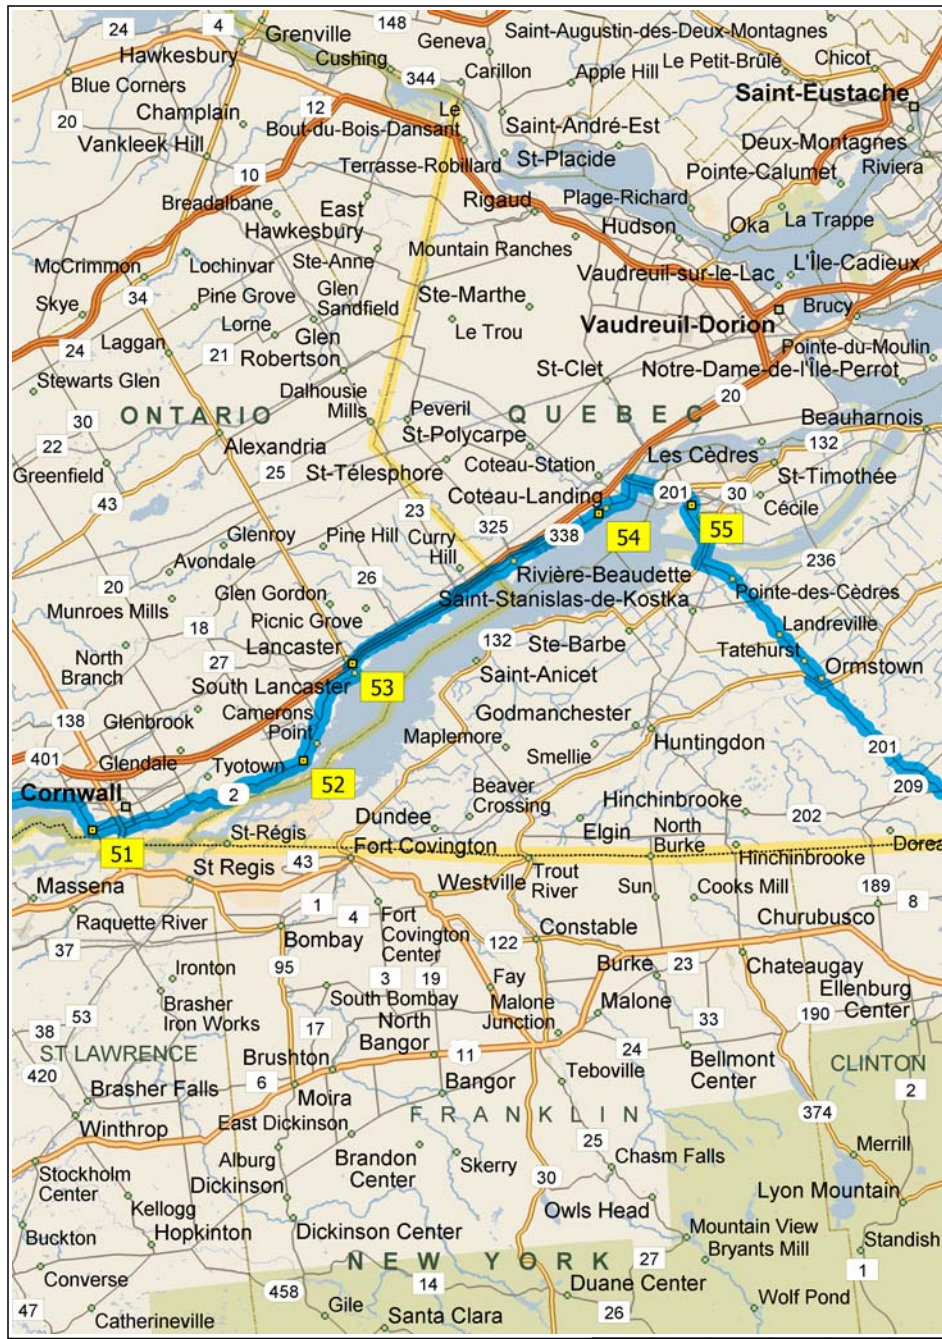 24
4
Grenville
148
Geneva
Saint-Augustin-des-Deux-Montagnes
Hawkesbury
Cushing
344
Carillon
Apple Hill
Le Petit-Brûlé
Chicot
Blue Corners
Saint-Eustache
Champlain
12
Le
Bout-du-Bois-Dansant
20
Saint-André-Est
Vankleek Hill
Deux-Montagnes
Terrasse-Robillard
St-Placide
Riviera
Pointe-Calumet
10
Breadalbane
East
Hawkesbury
Rigaud
Plage-Richard
Hudson
Oka
La Trappe
Mountain Ranches
McCrimmon
Lochinvar
Ste-Anne
Vaudreuil-sur-le-Lac
L'Île-Cadieux
34
Skye
Pine Grove
Glen
Sandfield
Ste-Marthe
Brucy
Lorne
Le Trou
Vaudreuil-Dorion
Laggan
24
21
Glen
Robertson
Pointe-du-Moulin
St-Clet
Notre-Dame-de-l'Île-Perrot
Stewarts Glen
Dalhousie
Mills
20
ONTARIO
Peveril
QUEBEC
Beauharnois
30
22
Alexandria
St-Polycarpe
132
Les Cèdres
Greenfield
25
St-Télesphore
Coteau-Station
St-Timothée
43
Coteau-Landing
201
30
Cécile
23
325
Glenroy
Pine Hill
Curry
Hill
338
54
55
Avondale
236
20
26
Rivière-Beaudette
Munroes Mills
Glen Gordon
Saint-Stanislas-de-Kostka
Pointe-des-Cèdres
18
Picnic Grove
132
Ste-Barbe
Landreville
North
Branch
27
Lancaster
Tatehurst
53
Saint-Anicet
Ormstown
South Lancaster
138
Glenbrook
Camerons
Point
Godmanchester
401
Glendale
Maplemore
Smellie
Huntingdon
201
Tyotown
52
Cornwall
2
Beaver
Crossing
209
Hinchinbrooke
202
Dundee
51
St-Régis
Elgin
North
Burke
43
Fort Covington
Hinchinbrooke
Dorea
St Regis
Massena
Westville
Trout
River
Sun
Cooks Mill
189
8
Raquette River
1
4
Fort
Covington
Center
Churubusco
37
Bombay
122
Constable
95
Burke
23
Chateaugay
Ironton
3
19
Fay
Ellenburg
Center
Brasher
Iron Works
South Bombay
Malone
Junction
Malone
190
38
53
17
North
Bangor
33
ST LAWRENCE
Brushton
11
24
Bellmont
Center
CLINTON
420
6
Teboville
2
Brasher Falls
Moira
Bangor
FRANKLIN
374
Winthrop
East Dickinson
25
Merrill
Alburg
Brandon
Center
Skerry
Chasm Falls
Stockholm
Center
Dickinson
30
Lyon Mountain
Kellogg
Owls Head
Buckton
Hopkinton
Dickinson Center
Mountain View
Bryants Mill
Standish
NEW YORK
27
Converse
458
14
Duane Center
1
47
Catherineville
Gile
Santa Clara
26
Wolf Pond